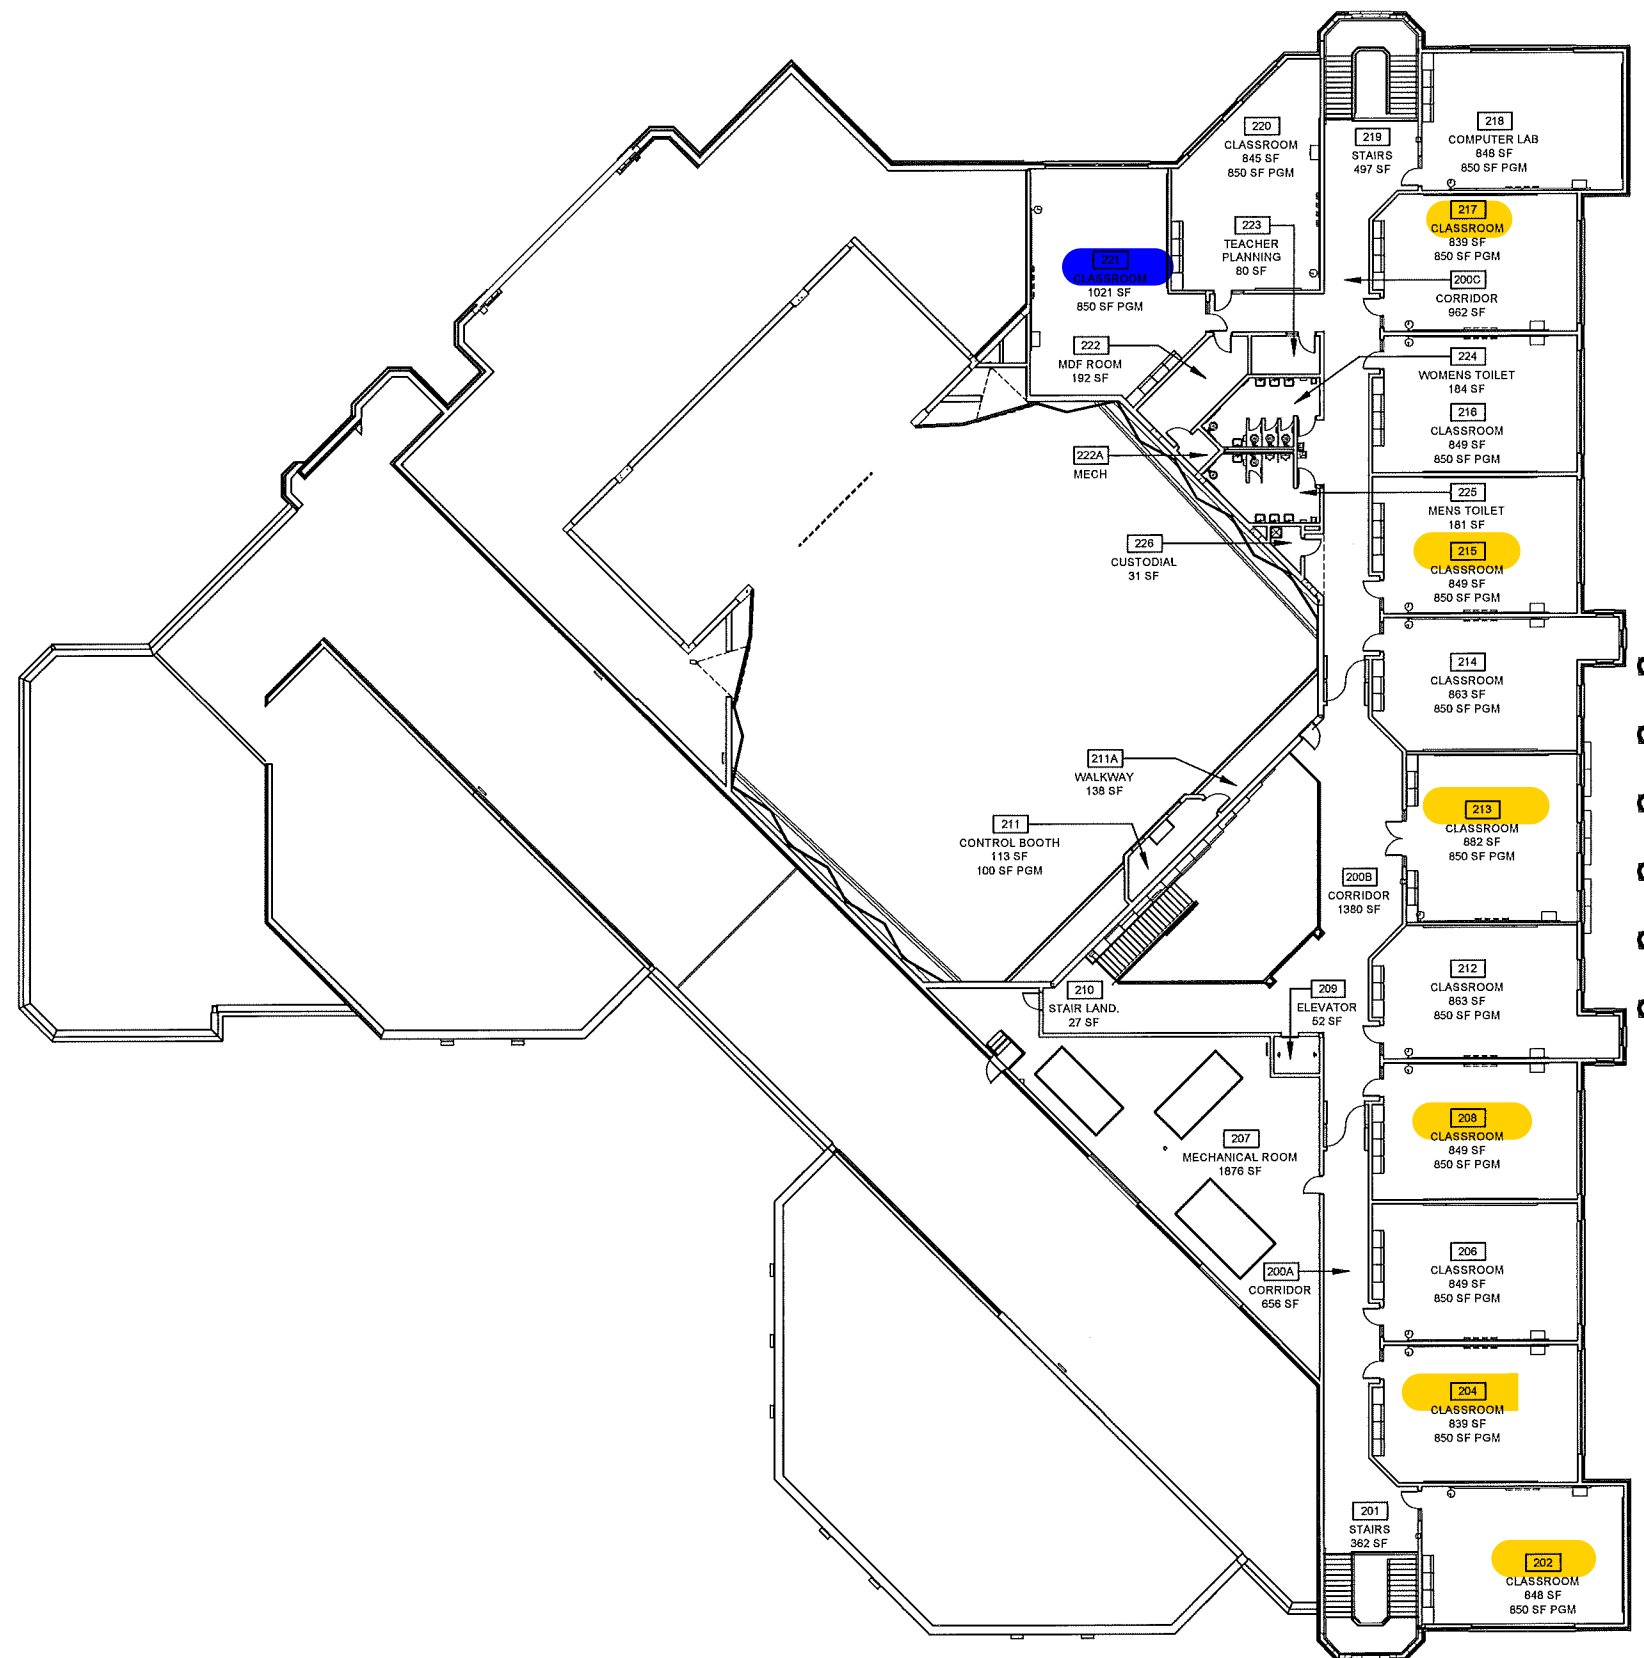 218
COMPUTER LAB
848 SF
850 SF PGM
220
CLASSROOM
845 SF
850 SF PGM
219
STAIRS
497 SF
217
CLASSROOM
839 SF
850 SF PGM
223
TEACHER
PLANNING
80 SF
221
CLASSROOM
1021 SF
850 SF PGM
200C
CORRIDOR
962 SF
222
MDF ROOM
192 SF
224
WOMENS TOILET
184 SF
216
CLASSROOM
849 SF
850 SF PGM
222A
MECH
225
MENS TOILET
181 SF
215
CLASSROOM
849 SF
850 SF PGM
226
CUSTODIAL
31 SF
214
CLASSROOM
863 SF
850 SF PGM
211A
WALKWAY
138 SF
213
CLASSROOM
882 SF
850 SF PGM
211
CONTROL BOOTH
113 SF
100 SF PGM
200B
CORRIDOR
1380 SF
212
CLASSROOM
863 SF
850 SF PGM
210
STAIR LAND.
27 SF
209
ELEVATOR
52 SF
208
CLASSROOM
849 SF
850 SF PGM
207
MECHANICAL ROOM
1876 SF
206
CLASSROOM
849 SF
850 SF PGM
200A
CORRIDOR
656 SF
204
CLASSROOM
839 SF
850 SF PGM
201
STAIRS
362 SF
202
CLASSROOM
848 SF
850 SF PGM